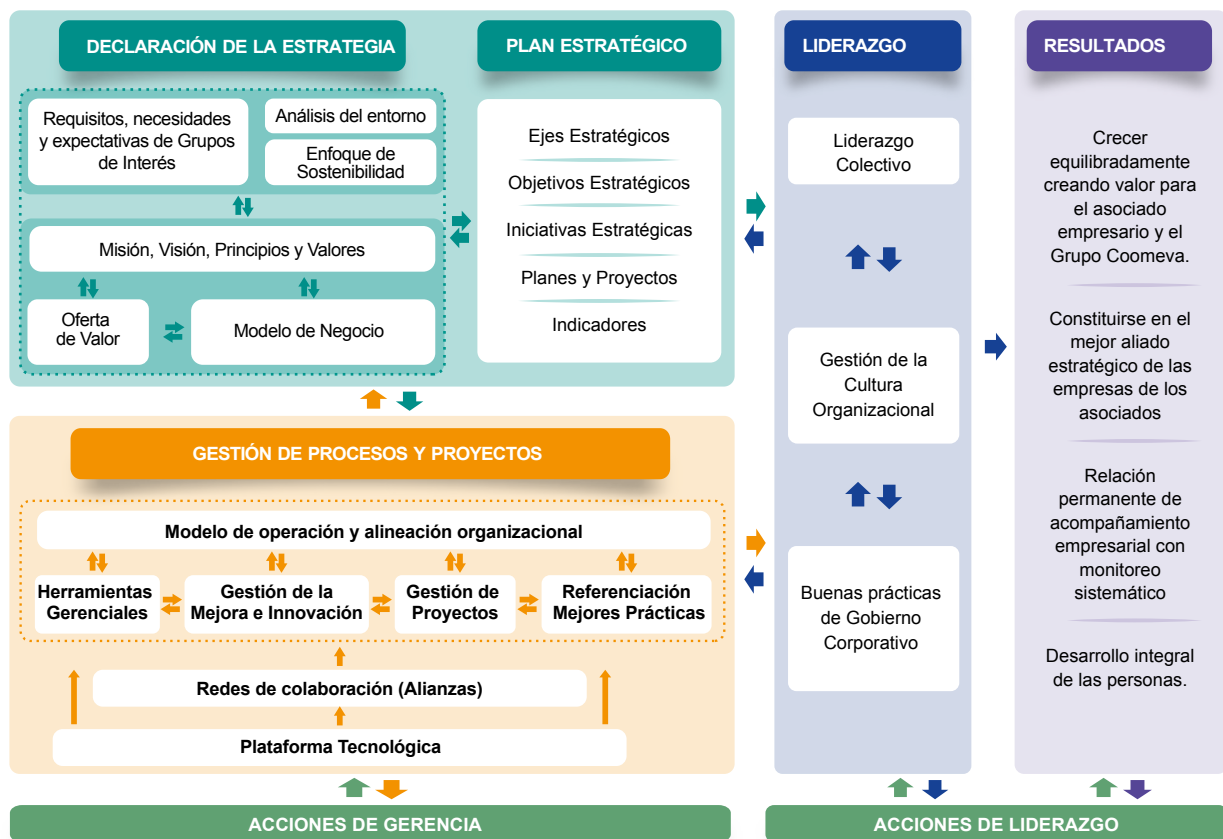 DECLARACIÓN DE LA ESTRATEGIA
Requisitos, necesidades
y expectativas de Grupos
de Interés
Análisis del entorno
Enfoque de
Sostenibilidad
Misión, Visión, Principios y Valores
Oferta
de Valor
Modelo de Negocio
PLAN ESTRATÉGICO
Ejes Estratégicos
Objetivos Estratégicos
Iniciativas Estratégicas
Planes y Proyectos
Indicadores
GESTIÓN DE PROCESOS Y PROYECTOS
Modelo de operación y alineación organizacional
Herramientas
Gerenciales
Gestión de la
Mejora e Innovación
Gestión de
Proyectos
Referenciación
Mejores Prácticas
Redes de colaboración (Alianzas)
Plataforma Tecnológica
LIDERAZGO
Liderazgo
Colectivo
Gestión de la
Cultura
Organizacional
Buenas prácticas
de Gobierno
Corporativo
RESULTADOS
Crecer
equilibradamente
creando valor para
el asociado
empresario y el
Grupo Coomeva.
Constituirse en el
mejor aliado
estratégico de las
empresas de los
asociados
Relación
permanente de
acompañamiento
empresarial con
monitoreo
sistemático
Desarrollo integral
de las personas.
ACCIONES DE GERENCIA
ACCIONES DE LIDERAZGO